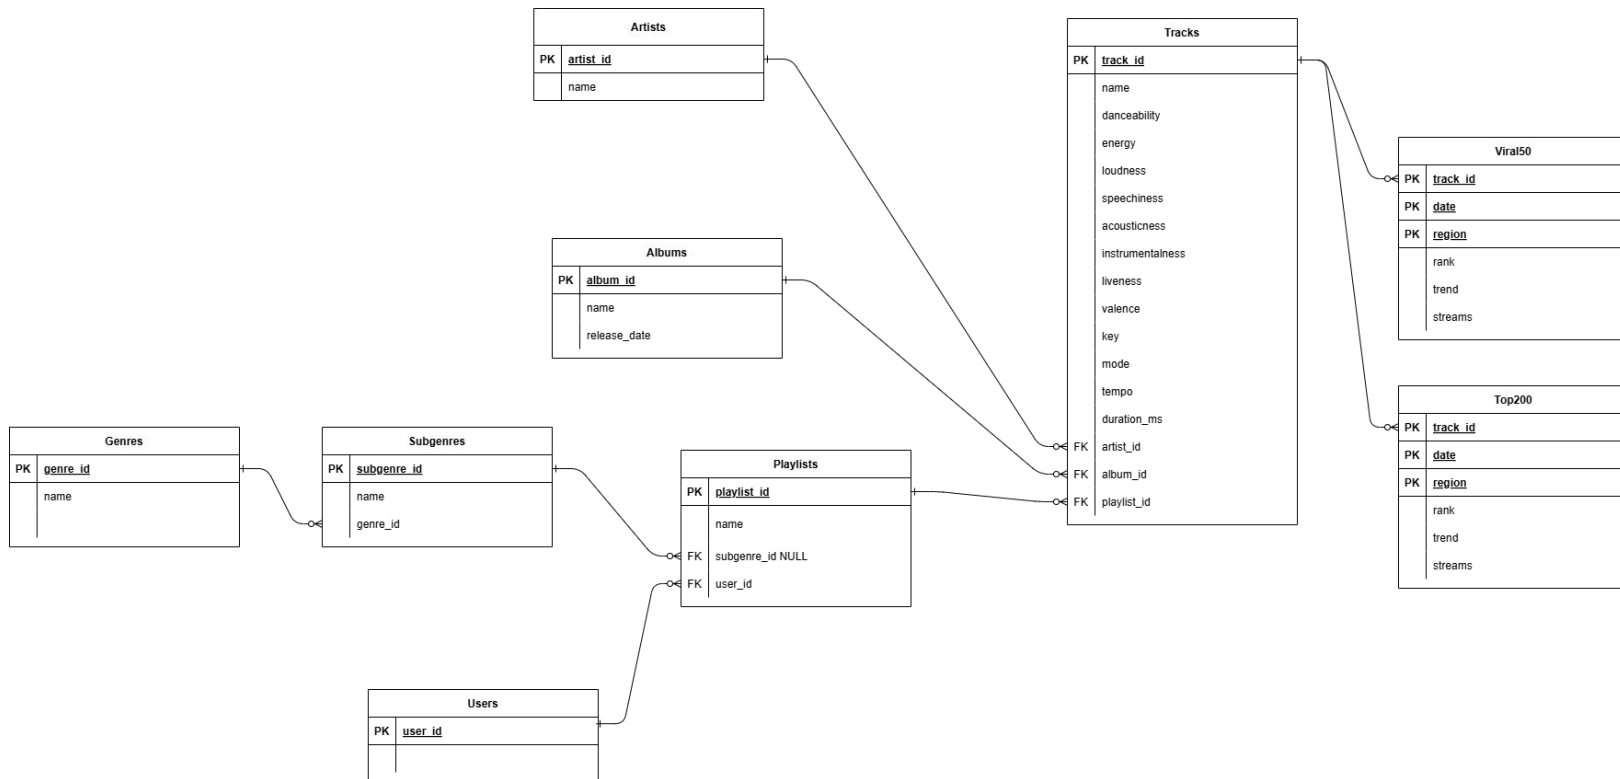 Artists
PK artist_id
name
Tracks
PK track_id
name
danceability
energy
loudness
speechiness
acousticness
instrumentalness
liveness
valence
key
mode
tempo
duration_ms
FK artist_id
FK album_id
FK playlist_id
Viral50
PK track_id
PK date
PK region
rank
trend
streams
Albums
PK album_id
name
release_date
Top200
PK track_id
PK date
PK region
rank
trend
streams
Genres
PK genre_id
name
Subgenres
PK subgenre_id
name
genre_id
Playlists
PK playlist_id
name
FK subgenre_id NULL
FK user_id
Users
PK user_id